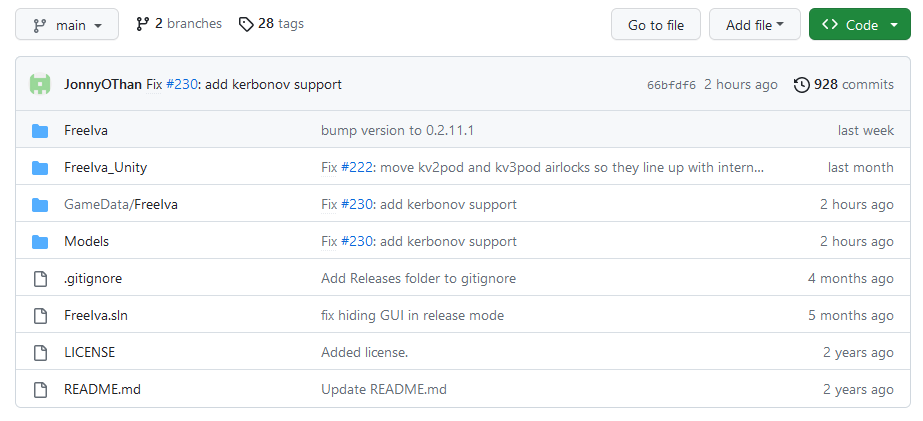 main 2 branches 28 tags Go to file Add file Code
JonnyOThan Fix #230: add kerbonov support 66bfdf6 2 hours ago 928 commits
FreeIva bump version to 0.2.11.1 last week
FreeIva_Unity Fix #222: move kv2pod and kv3pod airlocks so they line up with intern... last month
GameData/FreeIva Fix #230: add kerbonov support 2 hours ago
Models Fix #230: add kerbonov support 2 hours ago
.gitignore Add Releases folder to gitignore 4 months ago
FreeIva.sln fix hiding GUI in release mode 5 months ago
LICENSE Added license. 2 years ago
README.md Update README.md 2 years ago